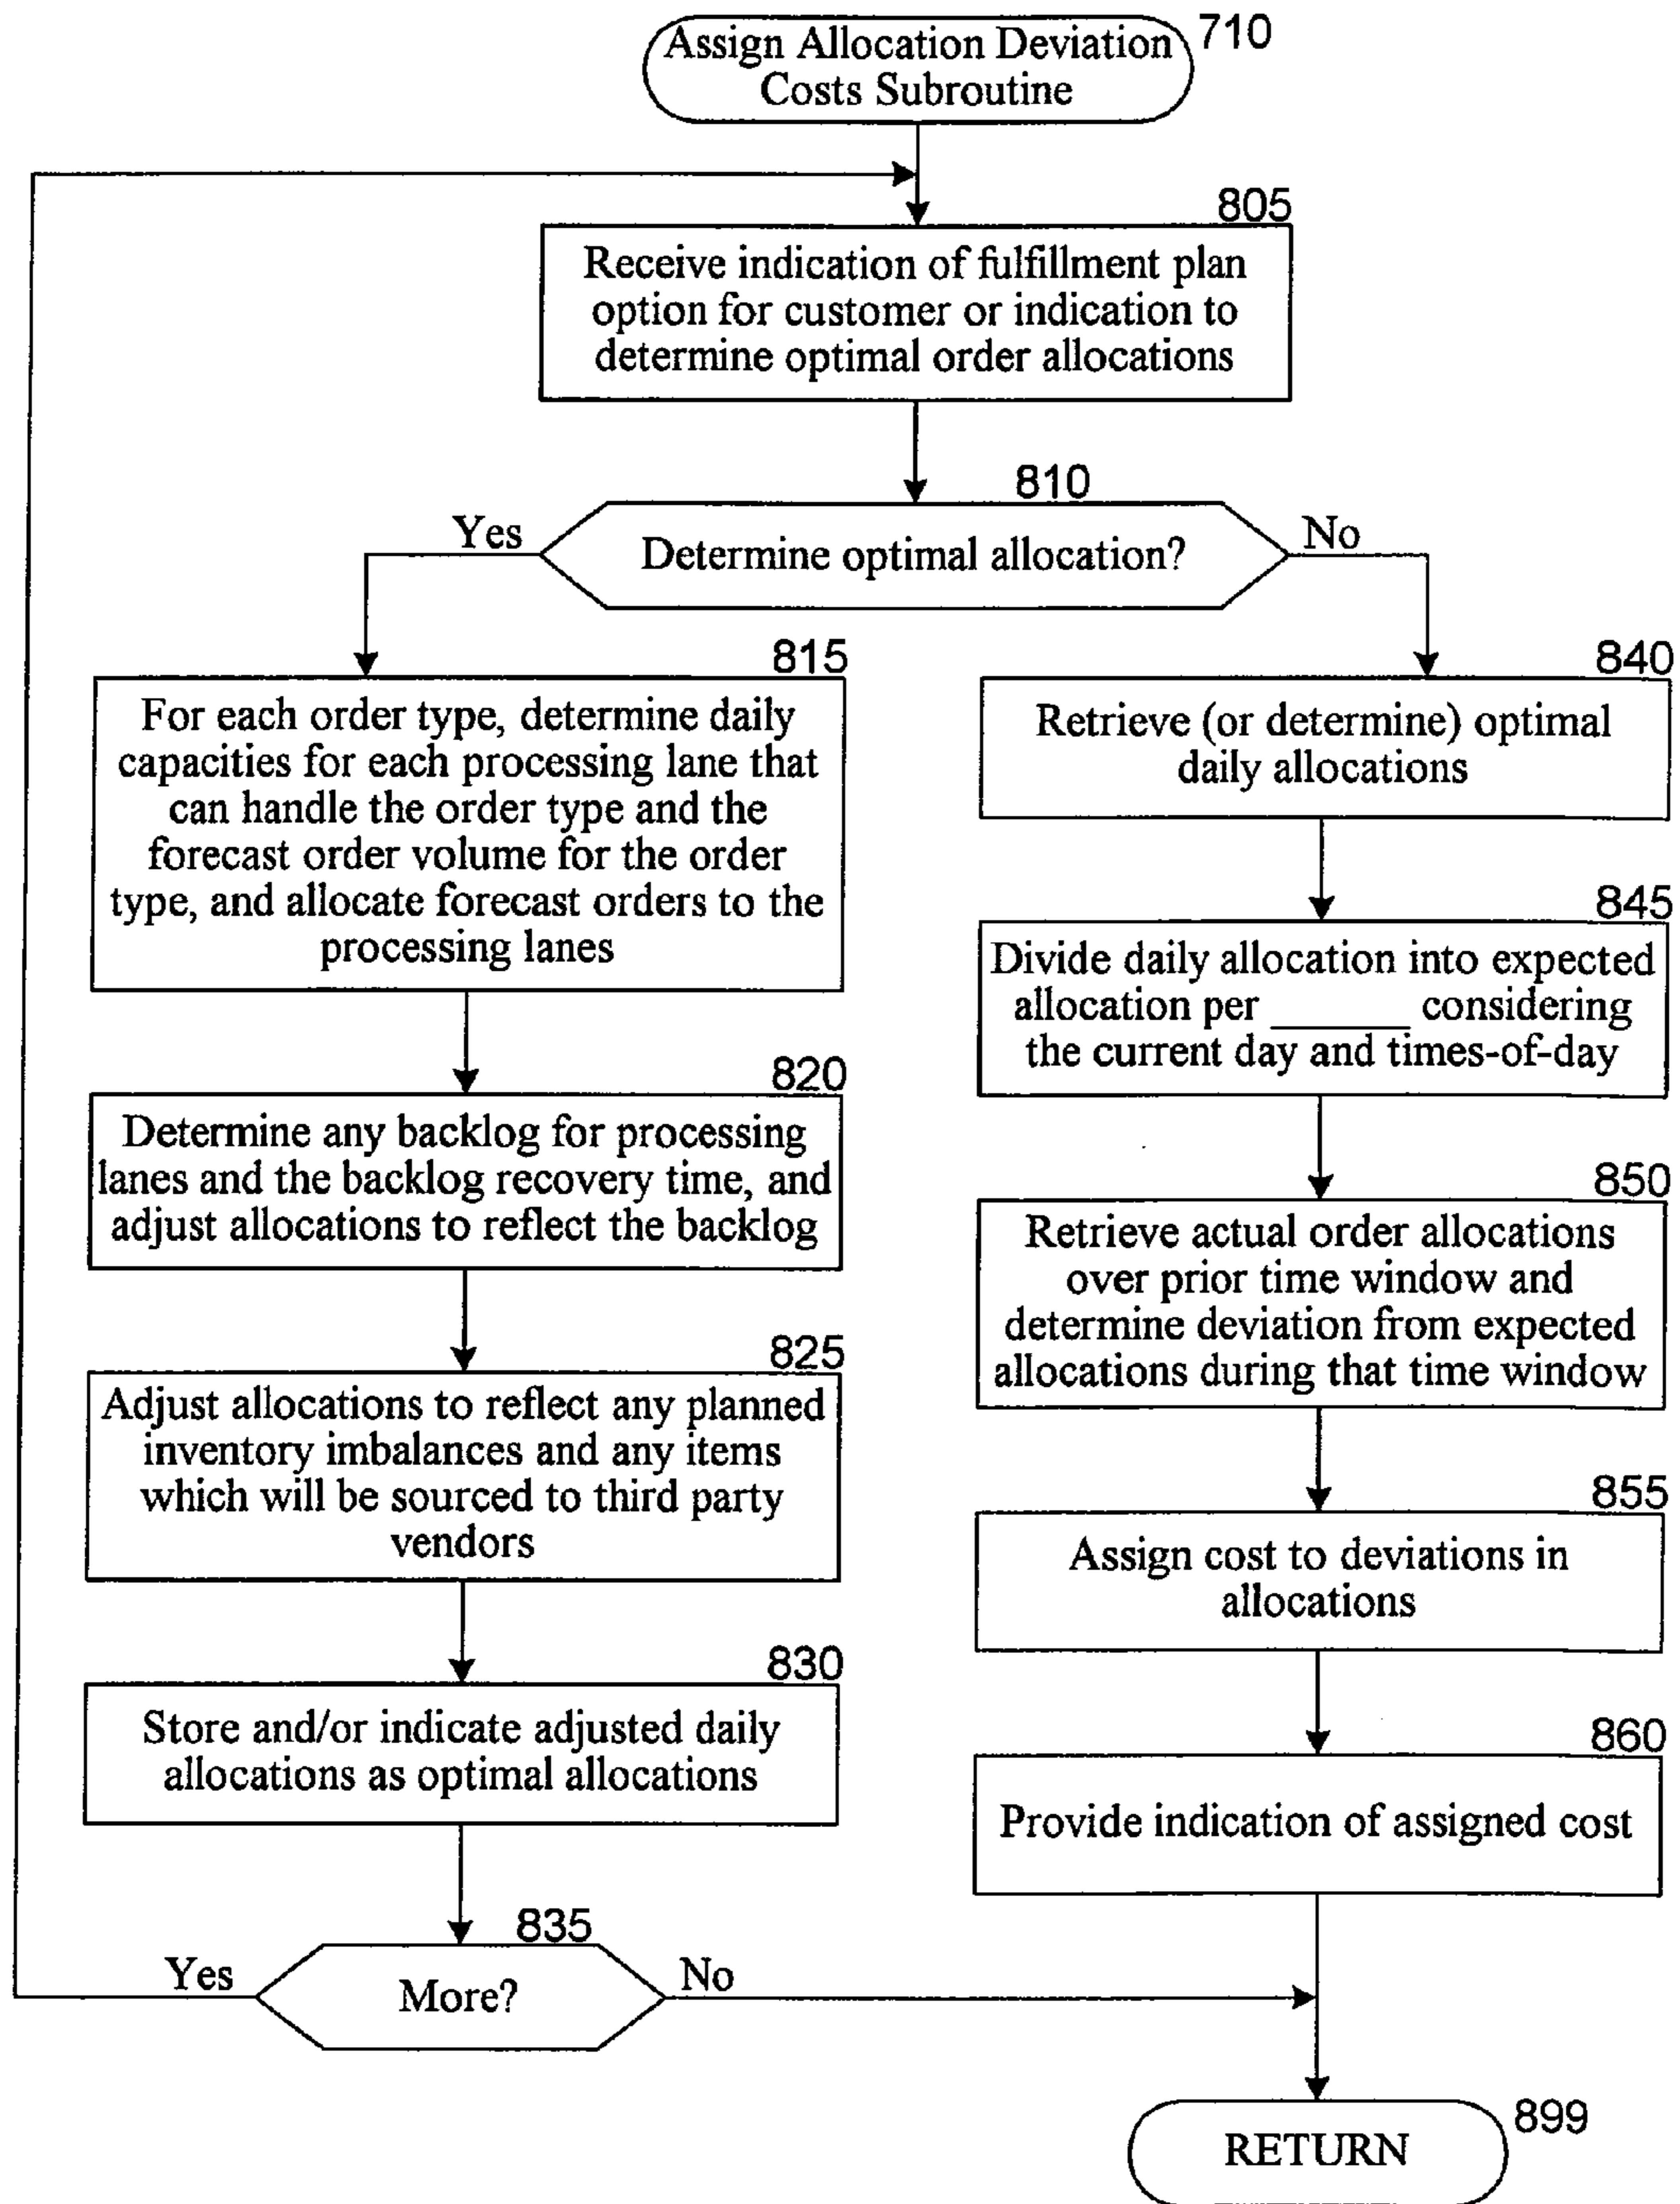 Assign Allocation Deviation
Costs Subroutine
710
805
Receive indication of fulfillment plan
option for customer or indication to
determine optimal order allocations
810
Yes
Determine optimal allocation?
No
815
For each order type, determine daily
capacities for each processing lane that
can handle the order type and the
forecast order volume for the order
type, and allocate forecast orders to the
processing lanes
820
Determine any backlog for processing
lanes and the backlog recovery time, and
adjust allocations to reflect the backlog
825
Adjust allocations to reflect any planned
inventory imbalances and any items
which will be sourced to third party
vendors
830
Store and/or indicate adjusted daily
allocations as optimal allocations
835
Yes
More?
No
840
Retrieve (or determine) optimal
daily allocations
845
Divide daily allocation into expected
allocation per ______ considering
the current day and times-of-day
850
Retrieve actual order allocations
over prior time window and
determine deviation from expected
allocations during that time window
855
Assign cost to deviations in
allocations
860
Provide indication of assigned cost
899
RETURN